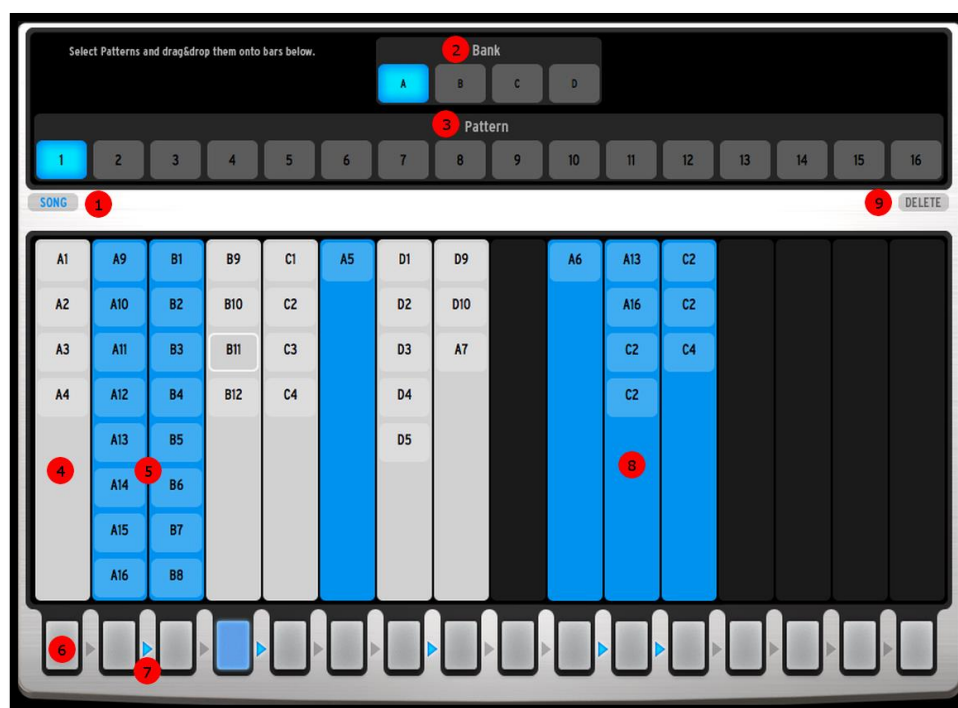 Select Patterns and drag&drop them onto bars below.
2 Bank
A B C D
3 Pattern
1 2 3 4 5 6 7 8 9 10 11 12 13 14 15 16
SONG 1 9 DELETE
A1 A9 B1 B9 C1 A5 D1 D9 A6 A13 C2
A2 A10 B2 B10 C2 D2 D10 A16 C2
A3 A11 B3 B11 C3 D3 A7 C2 C4
A4 A12 B4 B12 C4 D4 C2
A13 B5 D5
4 5 8
A14 B6
A15 B7
A16 B8
6
7